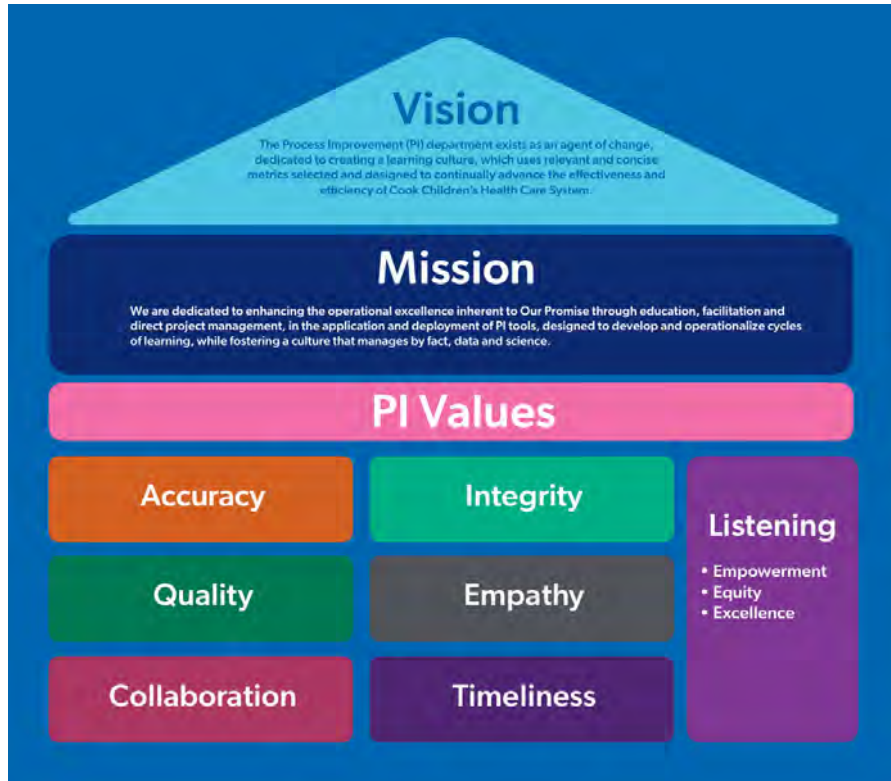 Vision
The Process Improvement (PI) department exists as an agent of change,
dedicated to creating a learning culture, which uses relevant and concise
metrics selected and designed to continually advance the effectiveness and
efficiency of Cook Children's Health Care System.
Mission
We are dedicated to enhancing the operational excellence inherent to Our Promise through education, facilitation and
direct project management, in the application and deployment of PI tools, designed to develop and operationalize cycles
of learning, while fostering a culture that manages by fact, data and science.
PI Values
Accuracy
Integrity
Quality
Empathy
Collaboration
Timeliness
Listening
• Empowerment
• Equity
• Excellence